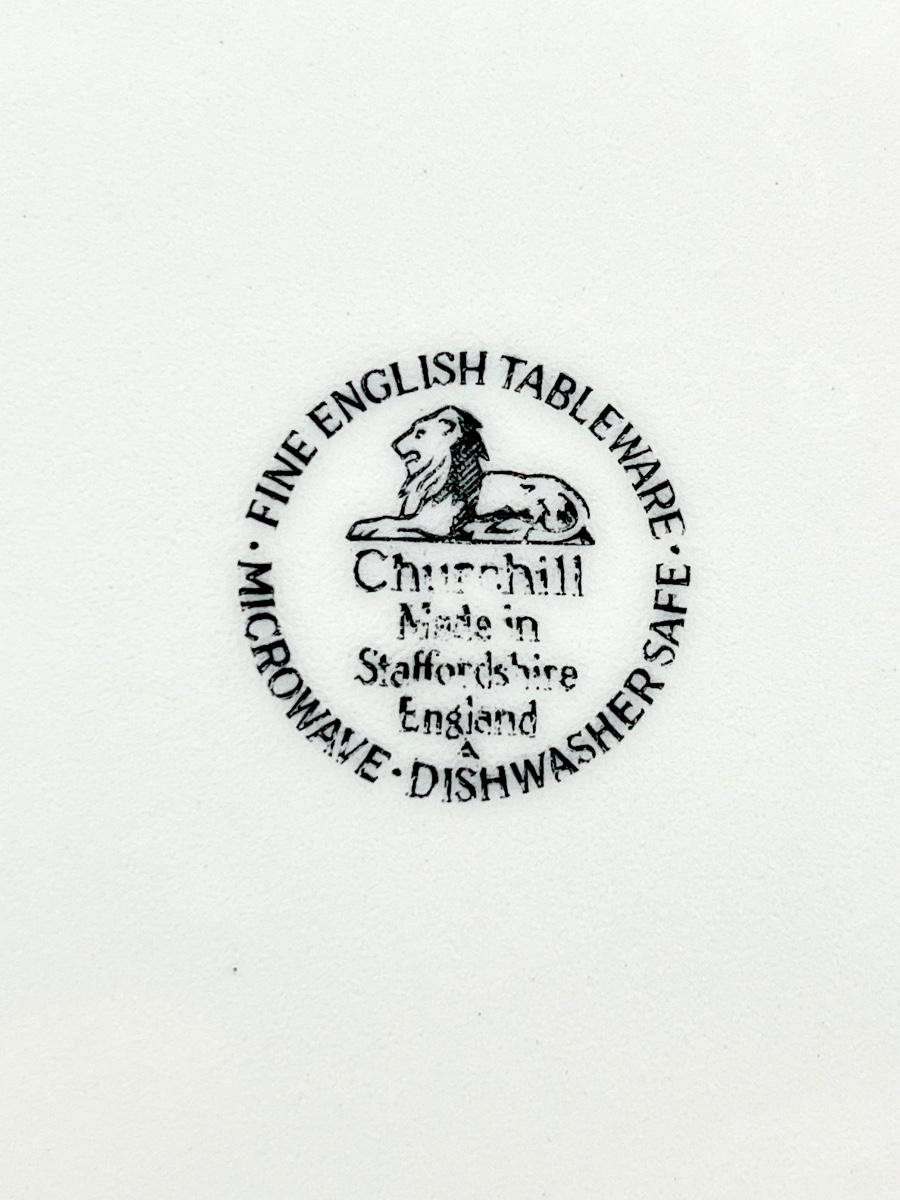 · FINE ENGLISH TABLEWARE ·
Churchill
Made in
Staffordshire
England
A
MICROWAVE · DISHWASHER SAFE